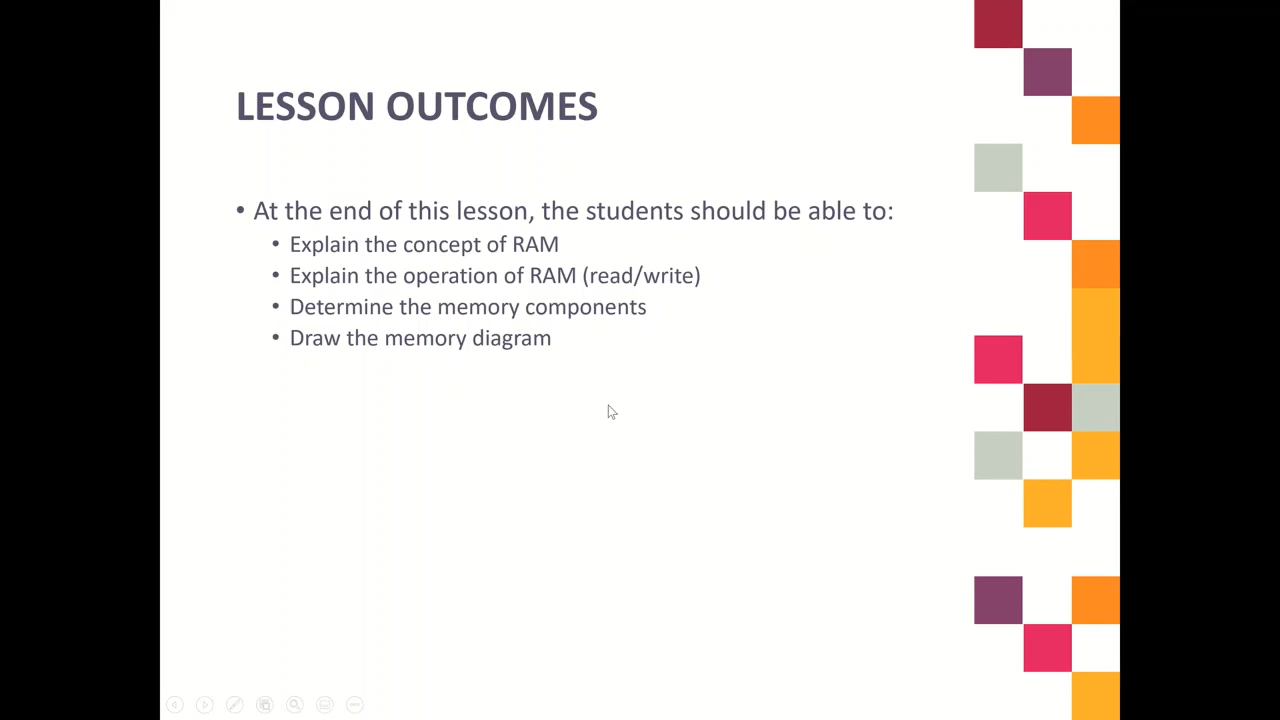 LESSON OUTCOMES
• At the end of this lesson, the students should be able to:
• Explain the concept of RAM
• Explain the operation of RAM (read/write)
• Determine the memory components
• Draw the memory diagram